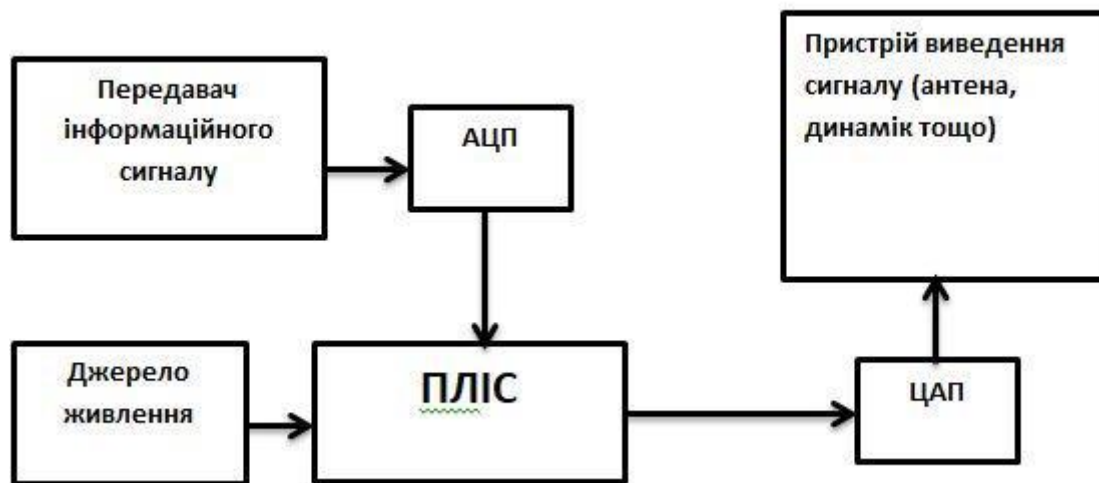 Передавач
інформаційного
сигналу
АЦП
Пристрій виведення
сигналу (антена,
динамік тощо)
Джерело
живлення
ПЛІС
ЦАП